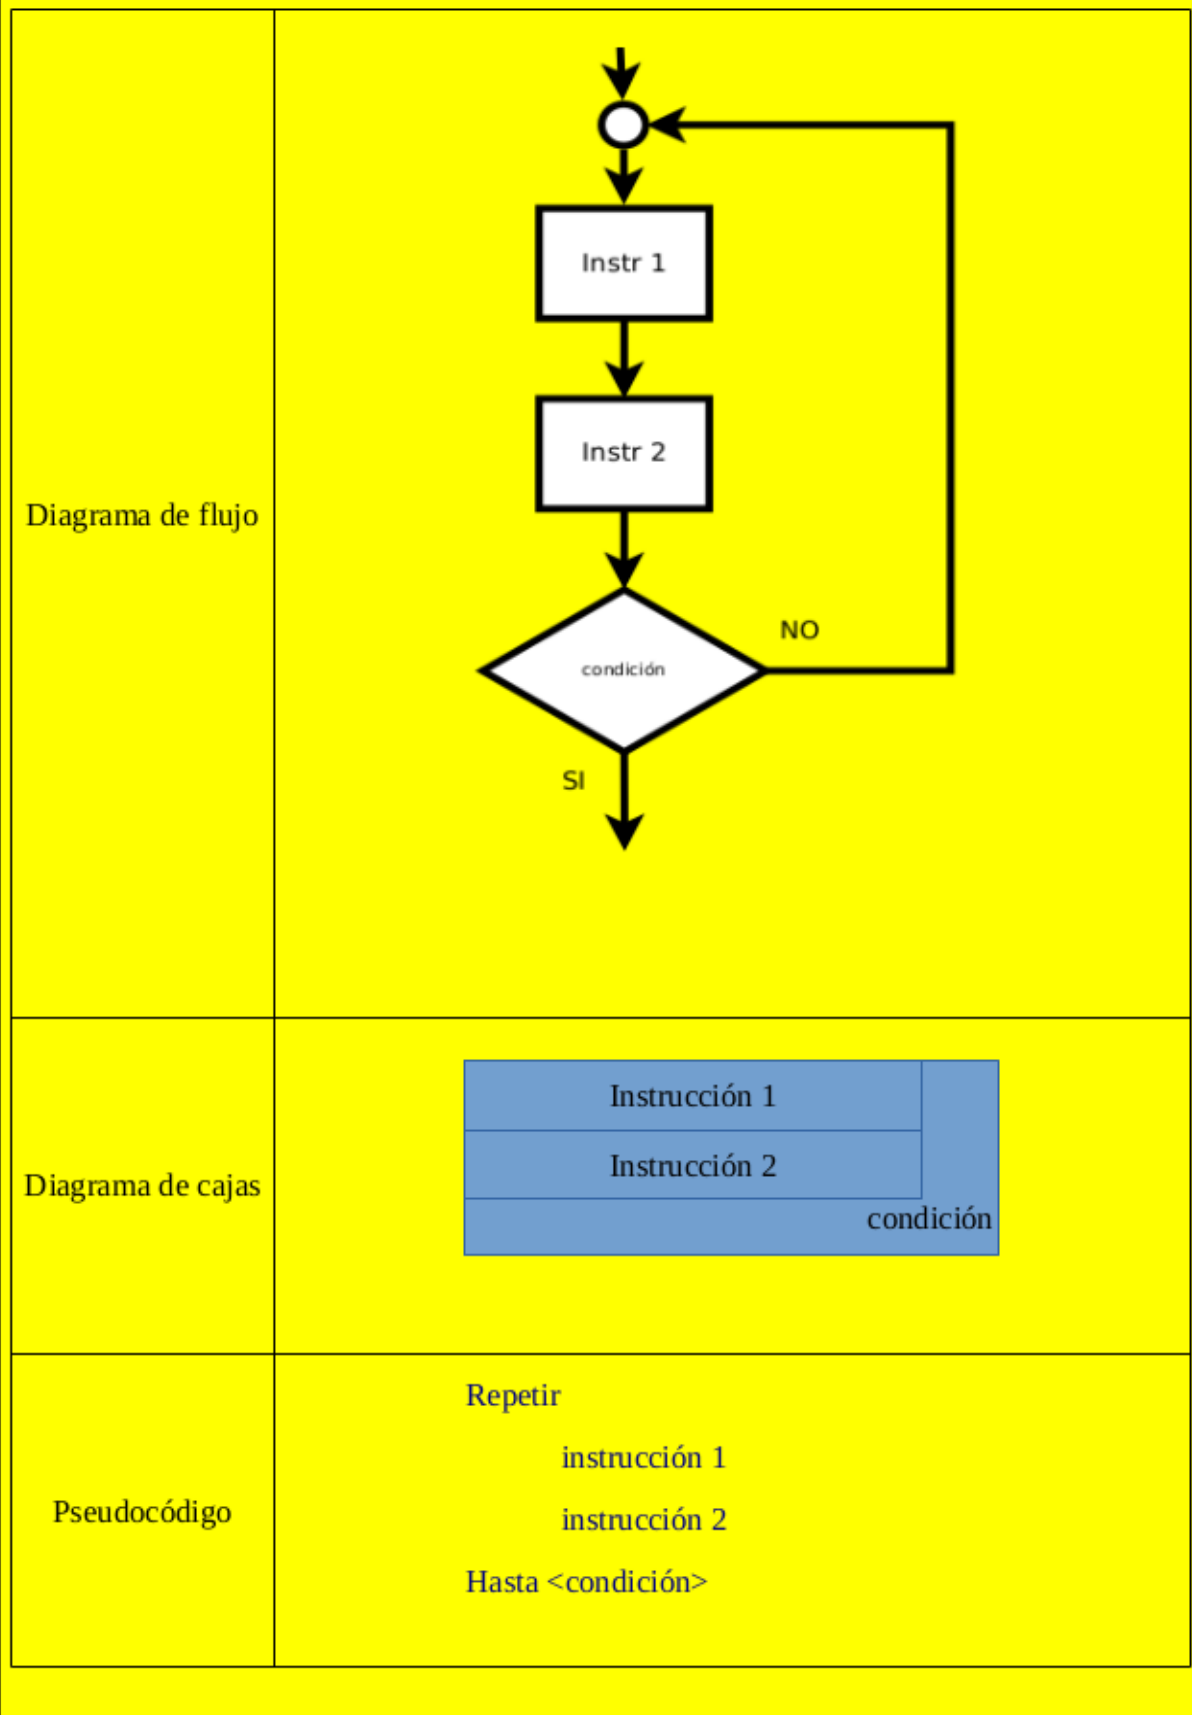 Diagrama de flujo
Instr 1
Instr 2
condición
NO
SI
Diagrama de cajas
Instrucción 1
Instrucción 2
condición
Pseudocódigo
Repetir
instrucción 1
instrucción 2
Hasta <condición>